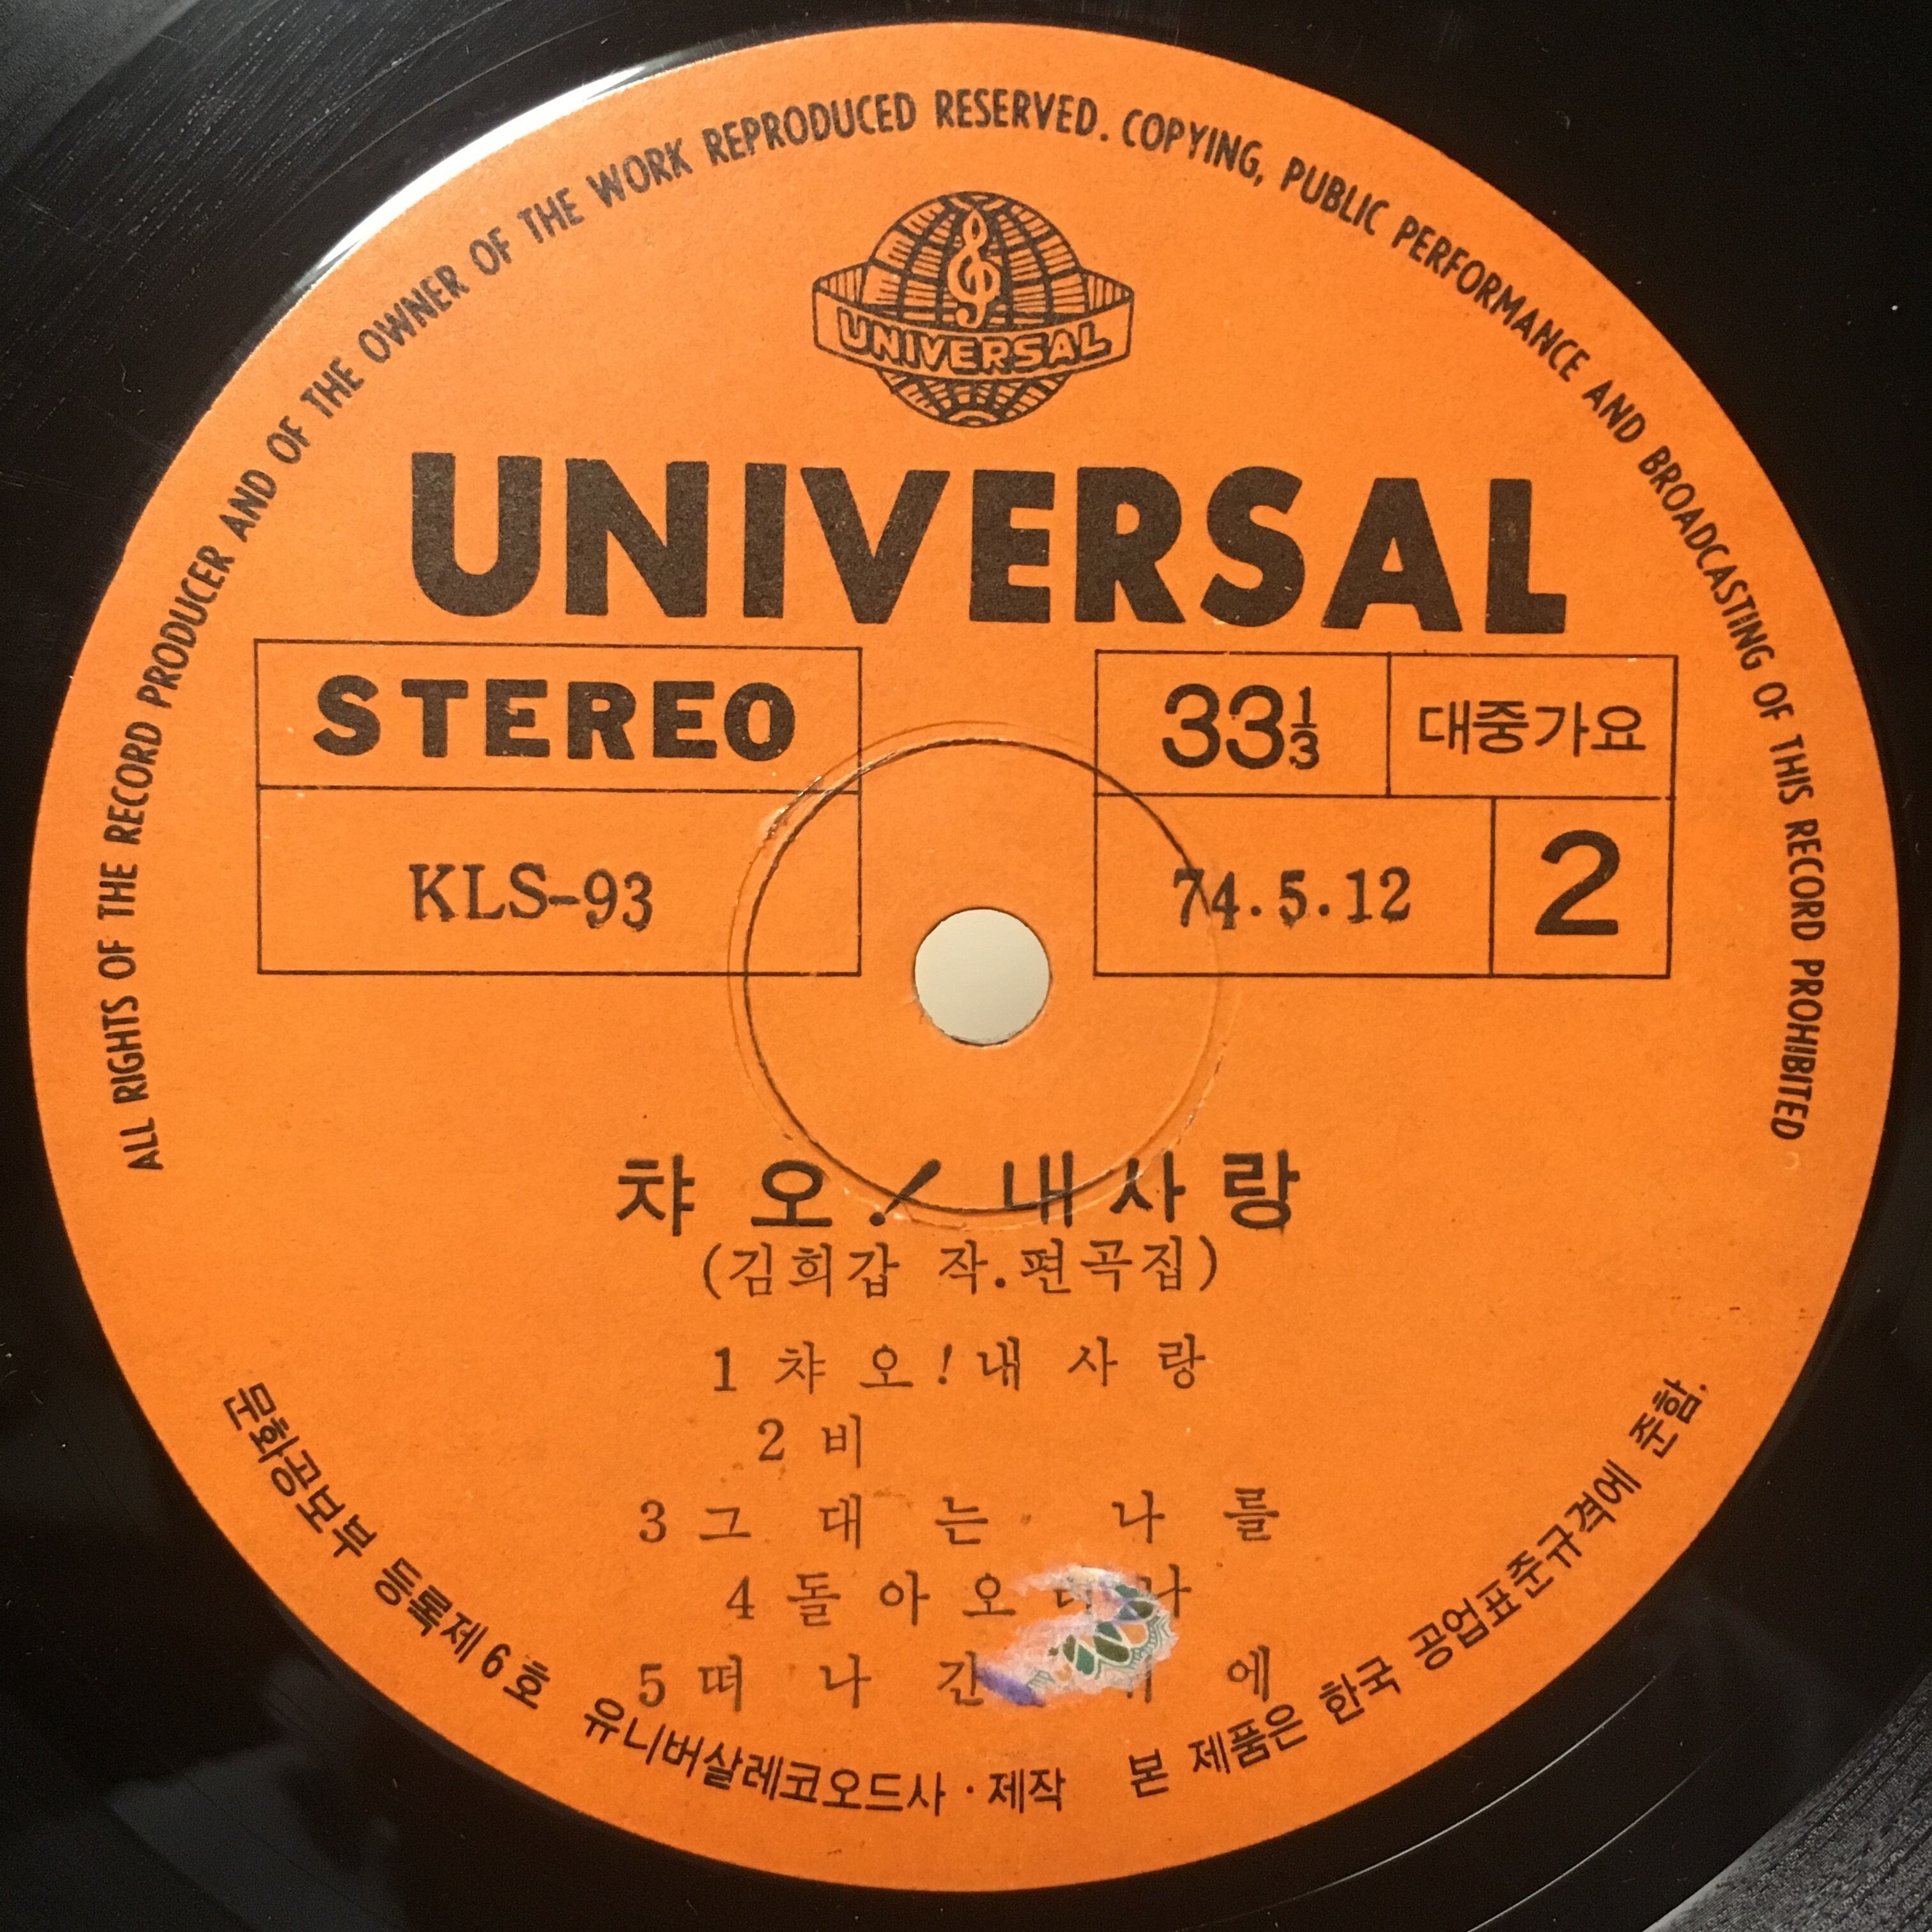 ALL RIGHTS OF THE RECORD PRODUCER AND OF THE OWNER OF THE WORK REPRODUCED RESERVED. COPYING, PUBLIC PERFORMANCE AND BROADCASTING OF THIS RECORD PROHIBITED
UNIVERSAL
UNIVERSAL
STEREO
33⅓ 대중가요
KLS-93
74.5.12 2
챠 오! 내사랑
(김희갑 작.편곡집)
1 챠 오! 내 사 랑
2 비
3 그 대 는 나 를
4
5 떠 나 간 에
문화공보부 등록제6호 유니버살레코오드사·제작 본 제품은 한국 공업표준규격에 준함.